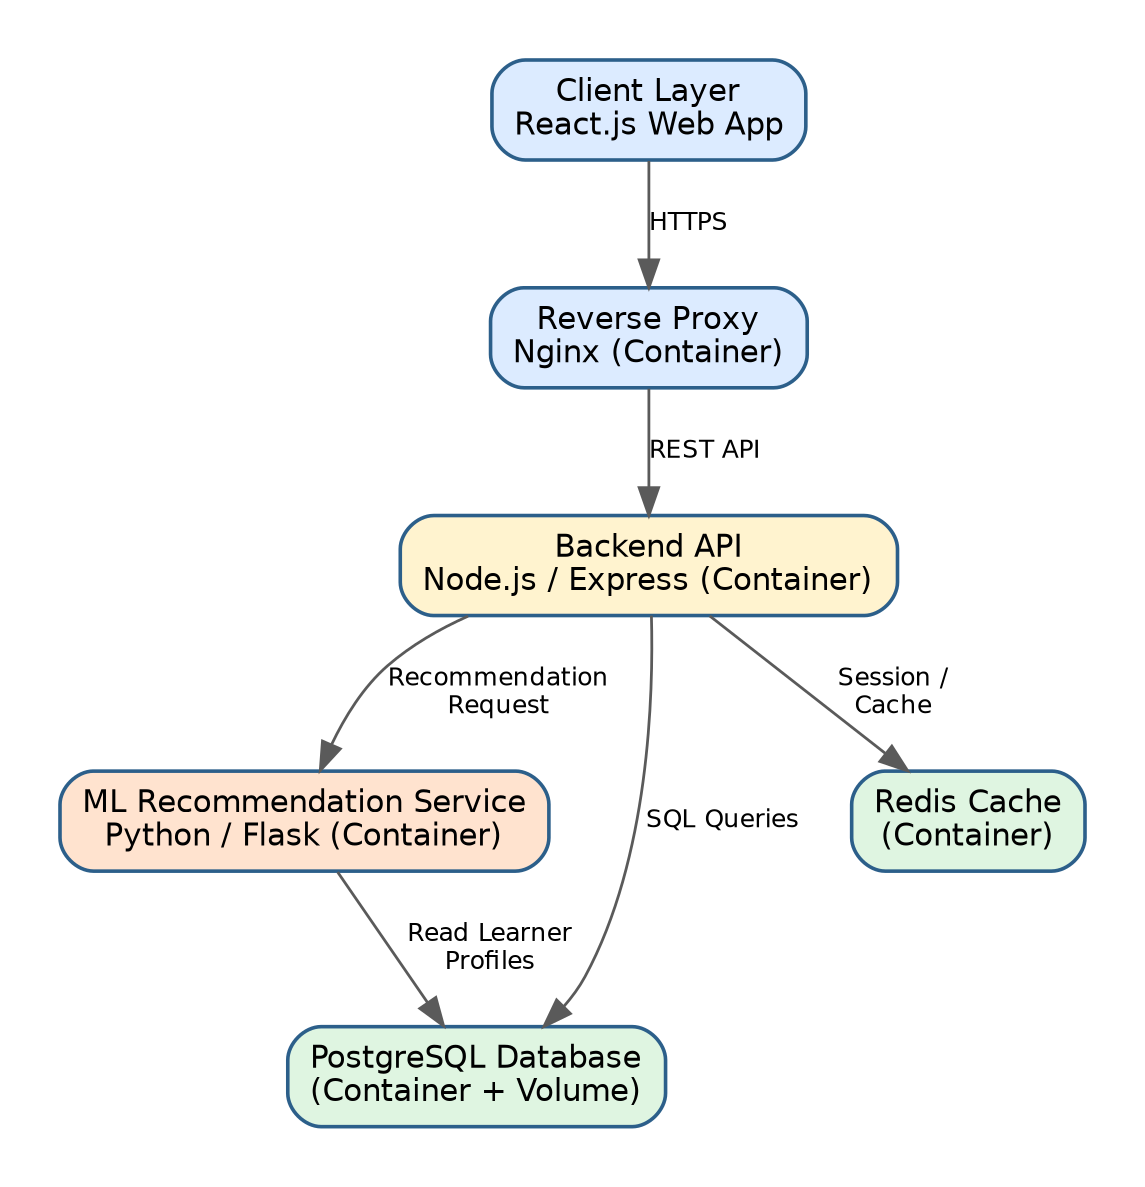 Client Layer
React.js Web App
HTTPS
Reverse Proxy
Nginx (Container)
REST API
Backend API
Node.js / Express (Container)
Recommendation
Request
Session /
Cache
ML Recommendation Service
Python / Flask (Container)
SQL Queries
Redis Cache
(Container)
Read Learner
Profiles
PostgreSQL Database
(Container + Volume)